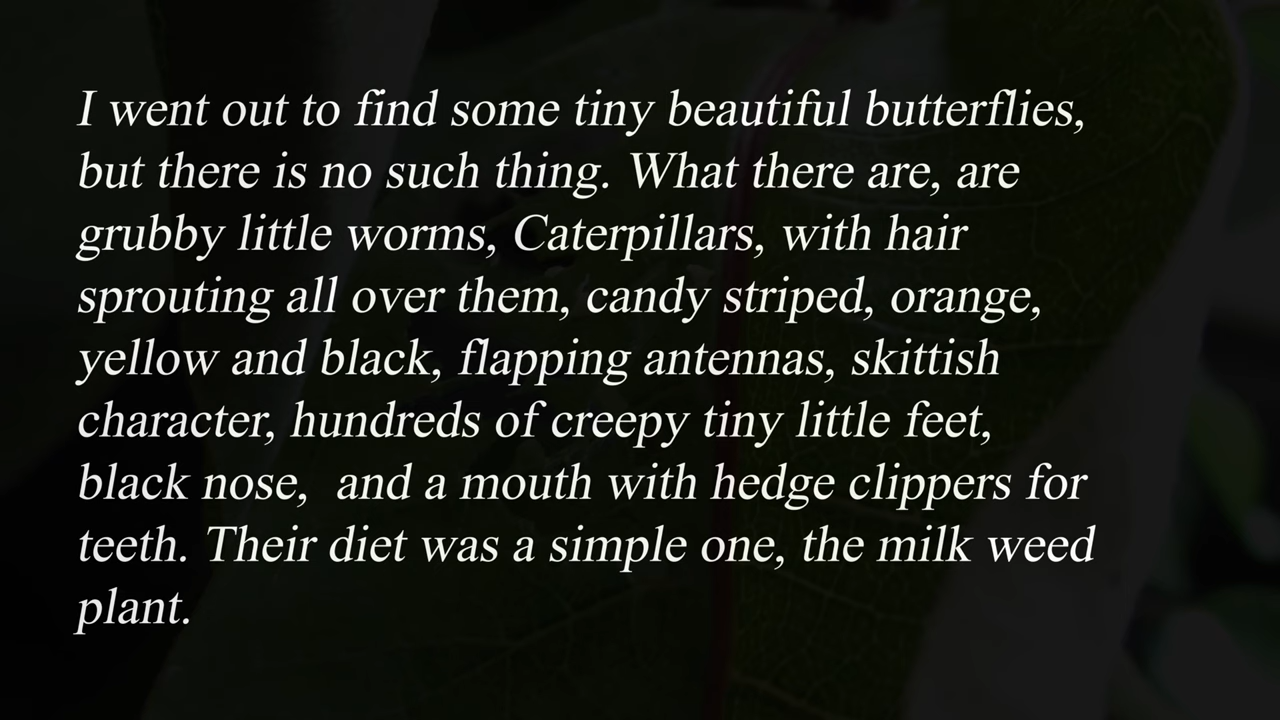 I went out to find some tiny beautiful butterflies,
but there is no such thing. What there are, are
grubby little worms, Caterpillars, with hair
sprouting all over them, candy striped, orange,
yellow and black, flapping antennas, skittish
character, hundreds of creepy tiny little feet,
black nose,  and a mouth with hedge clippers for
teeth. Their diet was a simple one, the milk weed
plant.